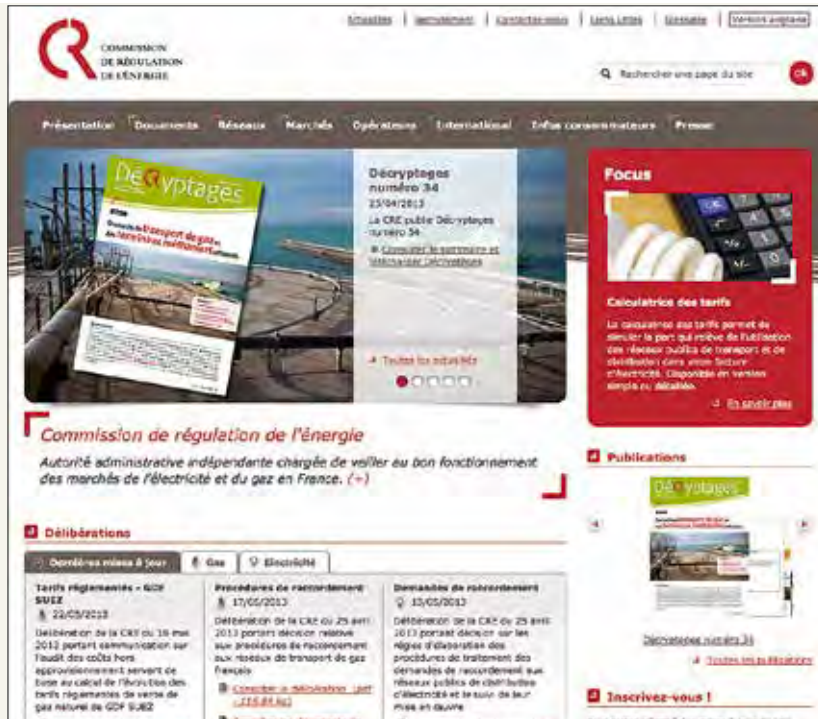 Actualités | Recrutement | Contactez-nous | Liens Utiles | Glossaire | Version anglaise
COMMISSION
DE RÉGULATION
DE L'ÉNERGIE
Rechercher une page du site
ok
Présentation Documents Réseaux Marchés Opérateurs International Infos consommateurs Presse
Décryptages
transport de gaz
Décryptages
numéro 34
23/04/2013
La CRE publie Décryptages
numéro 34
Consulter le sommaire et
télécharger Décryptages
Toutes les actualités
Focus
Calculatrice des tarifs
La calculatrice des tarifs permet de
simuler la part qui relève de l'utilisation
des réseaux publics de transport et de
distribution dans votre facture
d'électricité. Disponible en version
simple ou détaillée.
En savoir plus
Commission de régulation de l'énergie
Autorité administrative indépendante chargée de veiller au bon fonctionnement
des marchés de l'électricité et du gaz en France. (+)
Publications
Décryptages
Décryptages numéro 34
Toutes les publications
Inscrivez-vous !
Délibérations
Dernières mises à jour
Gaz
Electricité
Tarifs réglementés - GDF
SUEZ
22/05/2013
Délibération de la CRE du 16 mai
2013 portant communication sur
l'audit des coûts hors
approvisionnement servant de
base au calcul de l'évolution des
tarifs réglementés de vente de
gaz naturel de GDF SUEZ
Procédures de raccordement
17/05/2013
Délibération de la CRE du 25 avril
2013 portant décision relative
aux procédures de raccordement
aux réseaux de transport de gaz
français
Consulter la délibération (pdf
Demandes de raccordement
13/05/2013
Délibération de la CRE du 25 avril
2013 portant décision sur les
règles d'élaboration des
procédures de traitement des
demandes de raccordement aux
réseaux publics de distribution
d'électricité et le suivi de leur
mise en œuvre